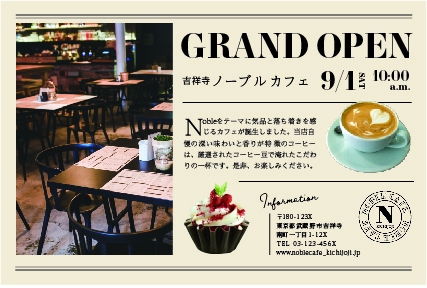 GRAND OPEN
吉祥寺 ノーブル カフェ 9/1 SAT 10:00 a.m.
Nobleをテーマに気品と落ち着きを感
じるカフェが誕生しました。当店自
慢の深い味わいと香りが特徴のコーヒー
は、厳選されたコーヒー豆で淹れたこだわ
りの一杯です。是非、お楽しみください。
Information
〒180-123X
東京都武蔵野市吉祥寺
南町一丁目1-12X
TEL 03-123-456X
www.noblecafe_kichijoji.jp
N